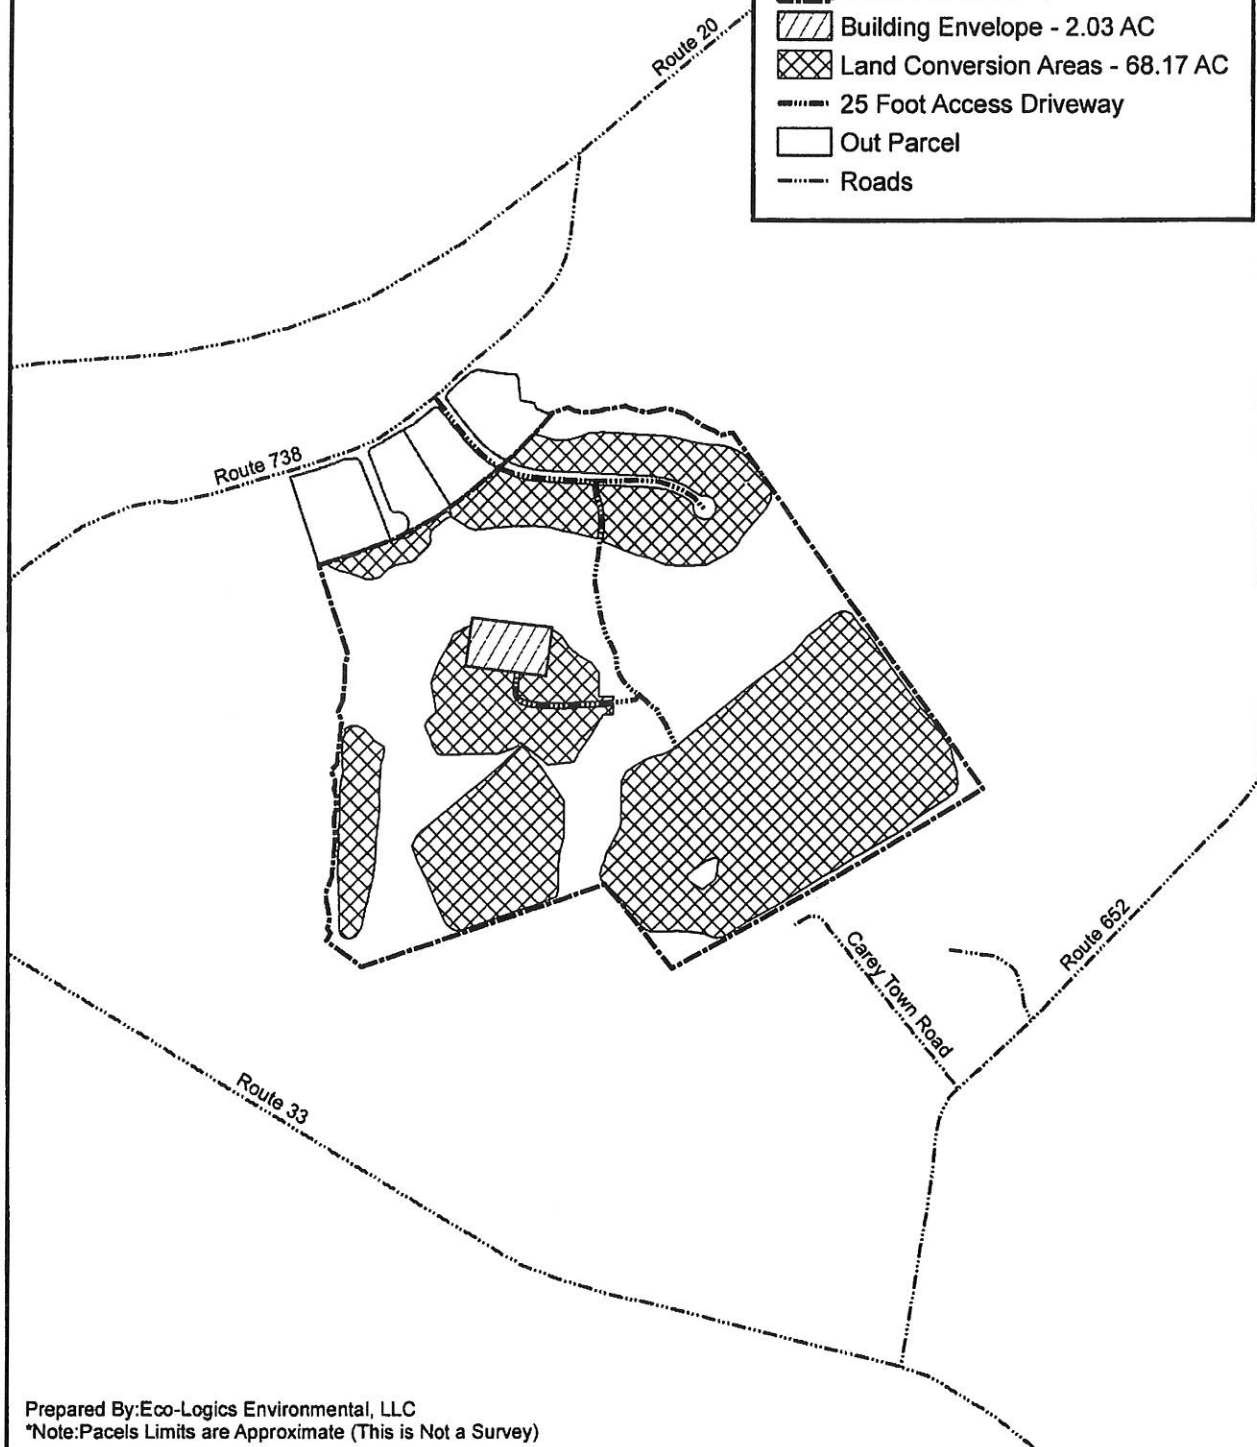 Building Envelope - 2.03 AC
Land Conversion Areas - 68.17 AC
25 Foot Access Driveway
Out Parcel
Roads
Route 20
Route 738
Carey Town Road
Route 652
Route 33
Prepared By:Eco-Logics Environmental, LLC
*Note:Pacels Limits are Approximate (This is Not a Survey)